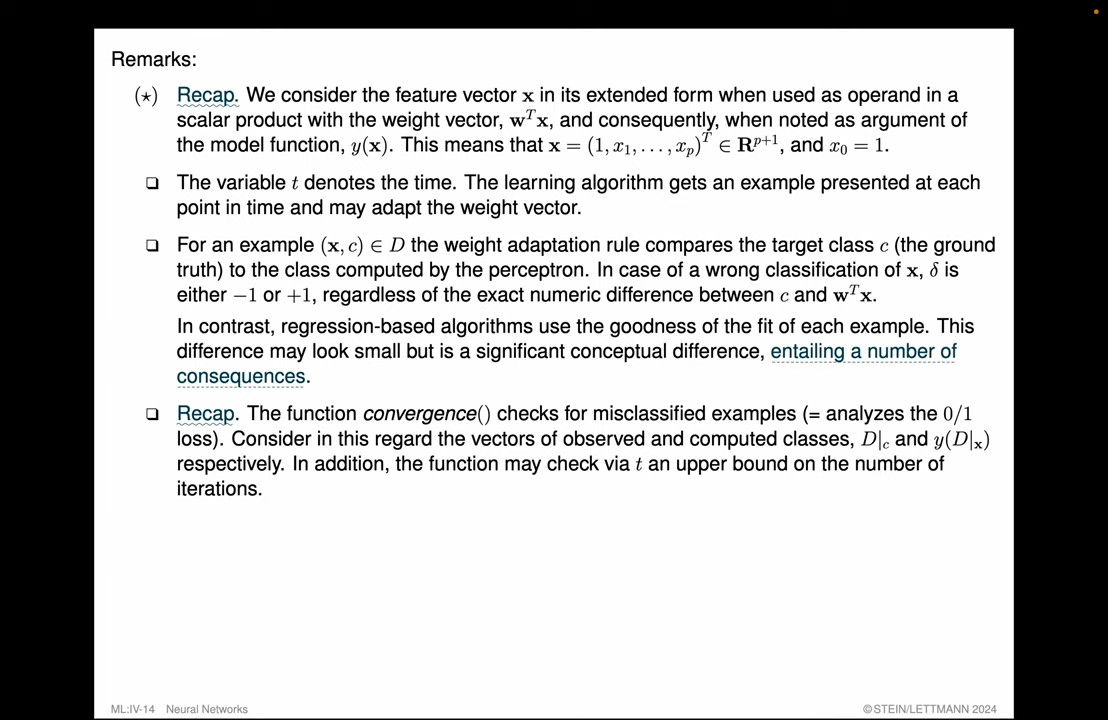 Remarks:
(⋆) Recap. We consider the feature vector x in its extended form when used as operand in a
scalar product with the weight vector, wᵀx, and consequently, when noted as argument of
the model function, y(x). This means that x = (1, x₁, . . . , xₚ)ᵀ ∈ Rᵖ⁺¹, and x₀ = 1.
❑ The variable t denotes the time. The learning algorithm gets an example presented at each
point in time and may adapt the weight vector.
❑ For an example (x, c) ∈ D the weight adaptation rule compares the target class c (the ground
truth) to the class computed by the perceptron. In case of a wrong classification of x, δ is
either −1 or +1, regardless of the exact numeric difference between c and wᵀx.
In contrast, regression-based algorithms use the goodness of the fit of each example. This
difference may look small but is a significant conceptual difference, entailing a number of
consequences.
❑ Recap. The function convergence() checks for misclassified examples (= analyzes the 0/1
loss). Consider in this regard the vectors of observed and computed classes, D|c and y(D|x)
respectively. In addition, the function may check via t an upper bound on the number of
iterations.
ML:IV-14 Neural Networks ©STEIN/LETTMANN 2024